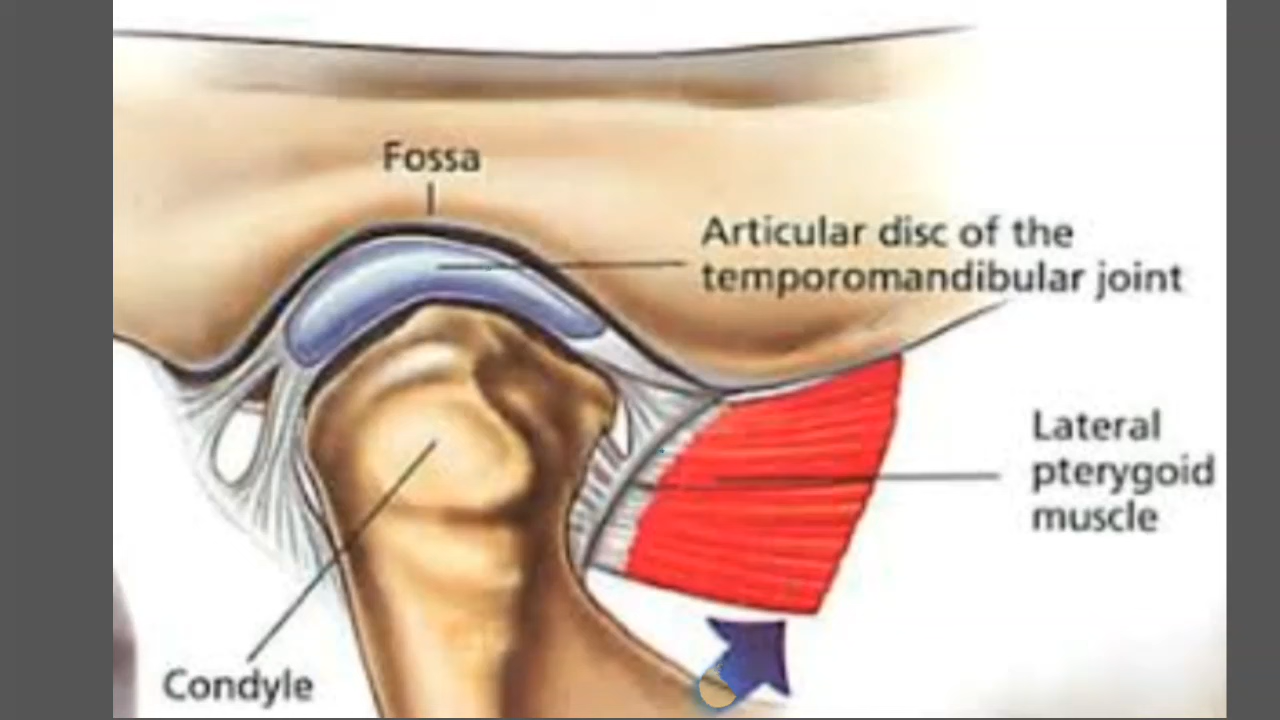 Fossa
Articular disc of the
temporomandibular joint
Lateral
pterygoid
muscle
Condyle